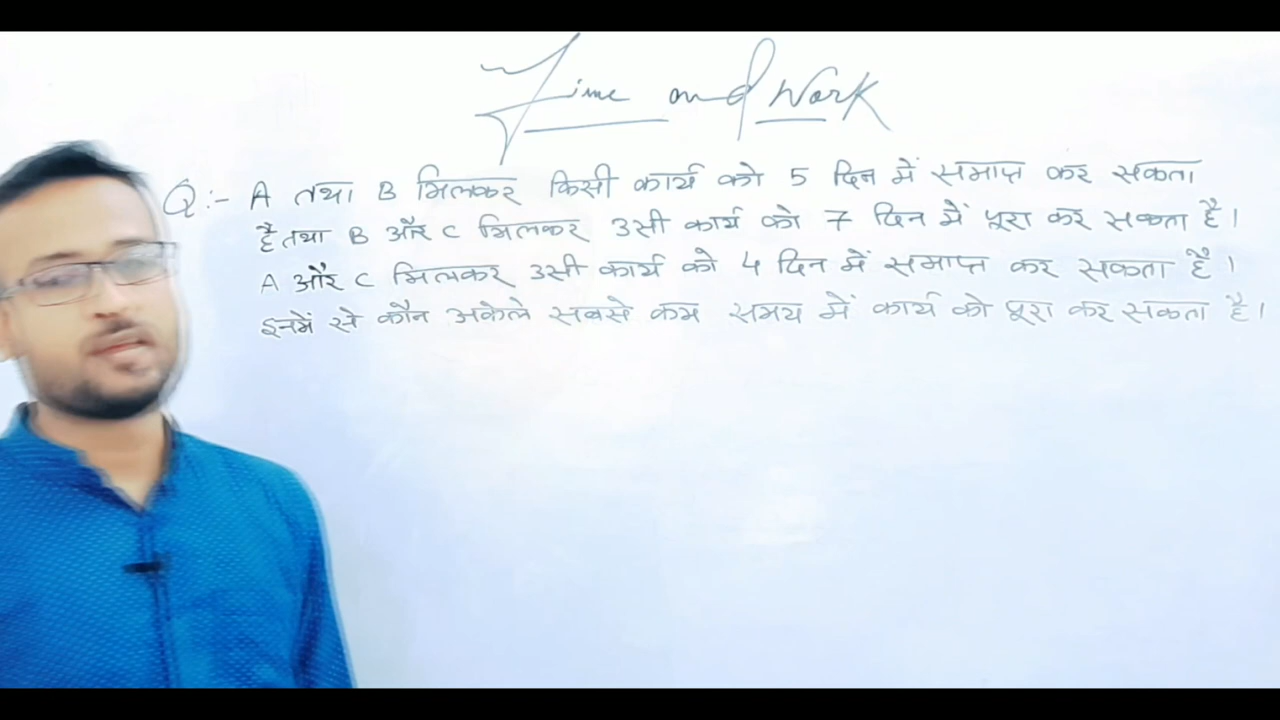 Time and Work
Q:- A तथा B मिलकर किसी कार्य को 5 दिन में समाप्त कर सकता
है तथा B और C मिलकर उसी कार्य को 7 दिन में पूरा कर सकता है।
A और C मिलकर उसी कार्य को 4 दिन में समाप्त कर सकता है।
इनमें से कौन अकेले सबसे कम समय में कार्य को पूरा कर सकता है।